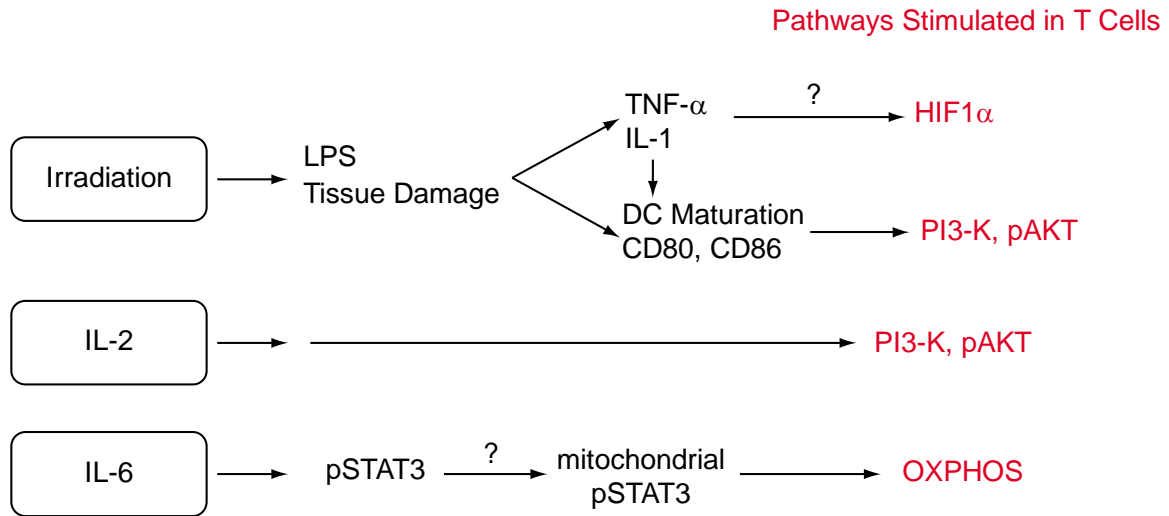 Pathways Stimulated in T Cells
Irradiation
LPS
Tissue Damage
TNF-α
IL-1
?
HIF1α
DC Maturation
CD80, CD86
PI3-K, pAKT
IL-2
PI3-K, pAKT
IL-6
pSTAT3
?
mitochondrial
pSTAT3
OXPHOS